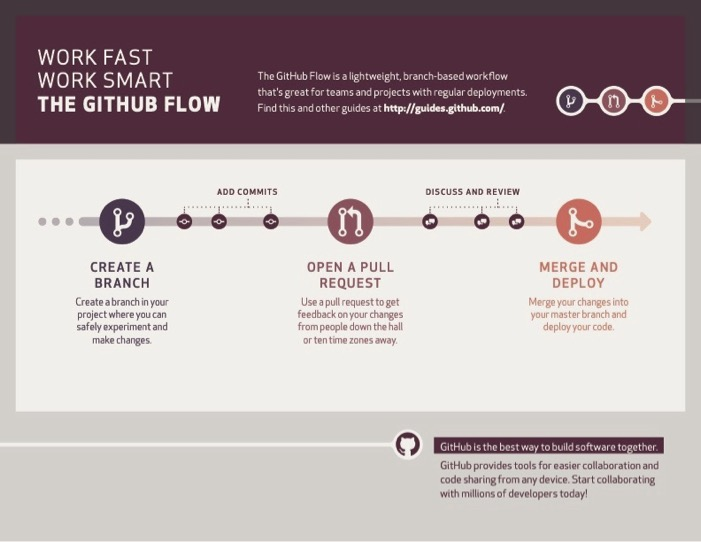 WORK FAST
WORK SMART
THE GITHUB FLOW
The GitHub Flow is a lightweight, branch-based workflow
that's great for teams and projects with regular deployments.
Find this and other guides at http://guides.github.com/.
ADD COMMITS
DISCUSS AND REVIEW
CREATE A
BRANCH
Create a branch in your
project where you can
safely experiment and
make changes.
OPEN A PULL
REQUEST
Use a pull request to get
feedback on your changes
from people down the hall
or ten time zones away.
MERGE AND
DEPLOY
Merge your changes into
your master branch and
deploy your code.
GitHub is the best way to build software together.
GitHub provides tools for easier collaboration and
code sharing from any device. Start collaborating
with millions of developers today!